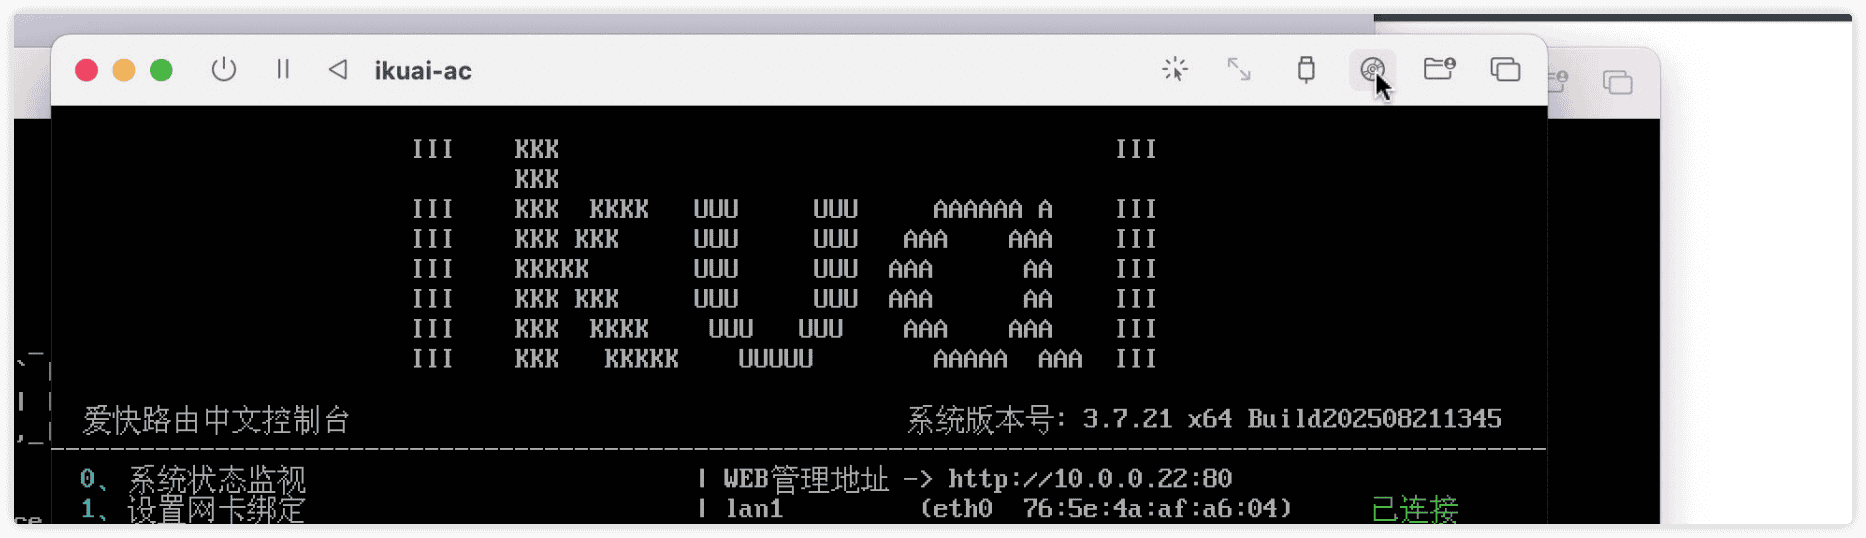 ikuai-ac
III    KKK                                     III
       KKK
III    KKK  KKKK   UUU     UUU     AAAAAA A    III
III    KKK KKK     UUU     UUU   AAA    AAA    III
III    KKKKK       UUU     UUU  AAA      AA    III
III    KKK KKK     UUU     UUU  AAA      AA    III
III    KKK  KKKK    UUU   UUU    AAA    AAA    III
III    KKK   KKKKK    UUUUU        AAAAA  AAA  III
爱快路由中文控制台 系统版本号: 3.7.21 x64 Build202508211345
0、系统状态监视 | WEB管理地址 -> http://10.0.0.22:80
1、设置网卡绑定 | lan1 (eth0 76:5e:4a:af:a6:04) 已连接